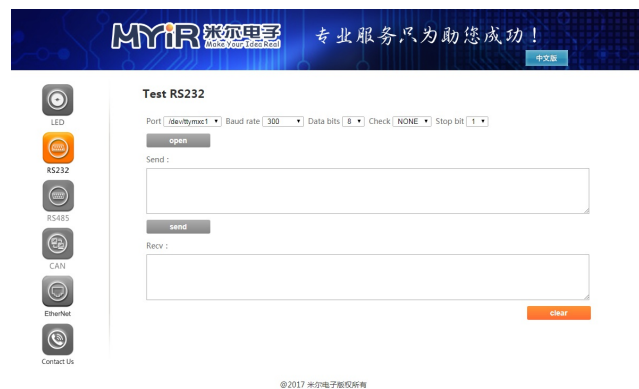 MYiR 米尔电子 专业服务只为助您成功！
Make Your Idea Real
中文版
LED
RS232
RS485
CAN
EtherNet
Contact Us
Test RS232
Port /dev/ttymxc1 Baud rate 300 Data bits 8 Check NONE Stop bit 1
open
Send :
send
Recv :
clear
@2017 米尔电子版权所有